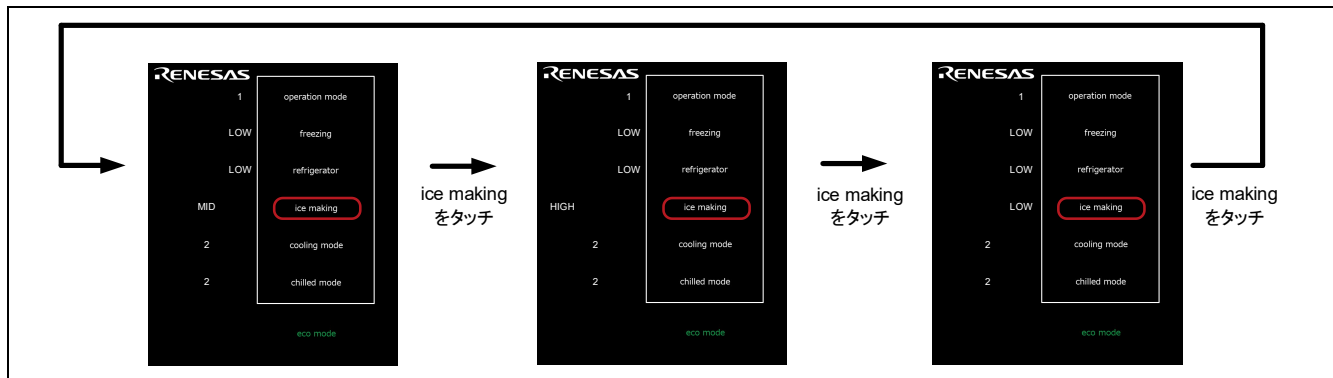 RENESAS
1 operation mode
LOW freezing
LOW refrigerator
MID ice making
2 cooling mode
2 chilled mode
eco mode
ice making
をタッチ
RENESAS
1 operation mode
LOW freezing
LOW refrigerator
HIGH ice making
2 cooling mode
2 chilled mode
eco mode
ice making
をタッチ
RENESAS
1 operation mode
LOW freezing
LOW refrigerator
LOW ice making
2 cooling mode
2 chilled mode
eco mode
ice making
をタッチ